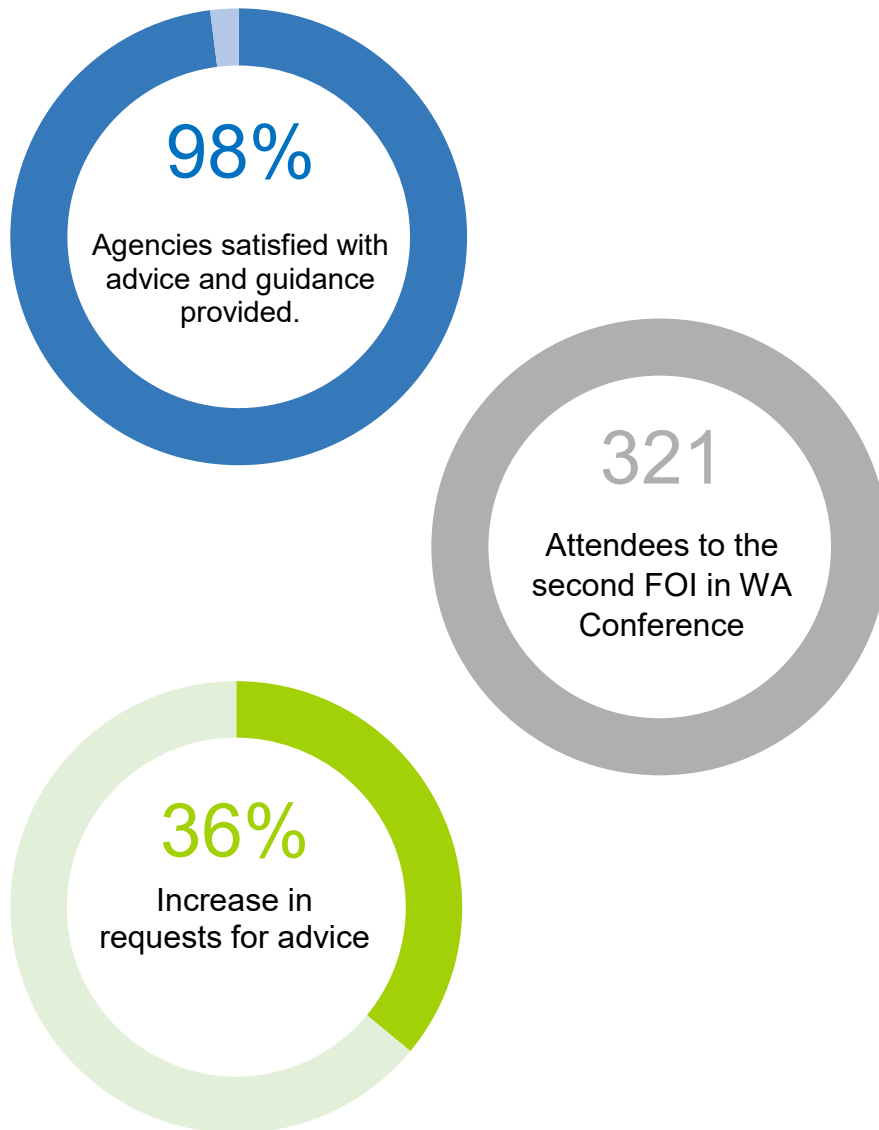 98%
Agencies satisfied with
advice and guidance
provided.
321
Attendees to the
second FOI in WA
Conference
36%
Increase in
requests for advice